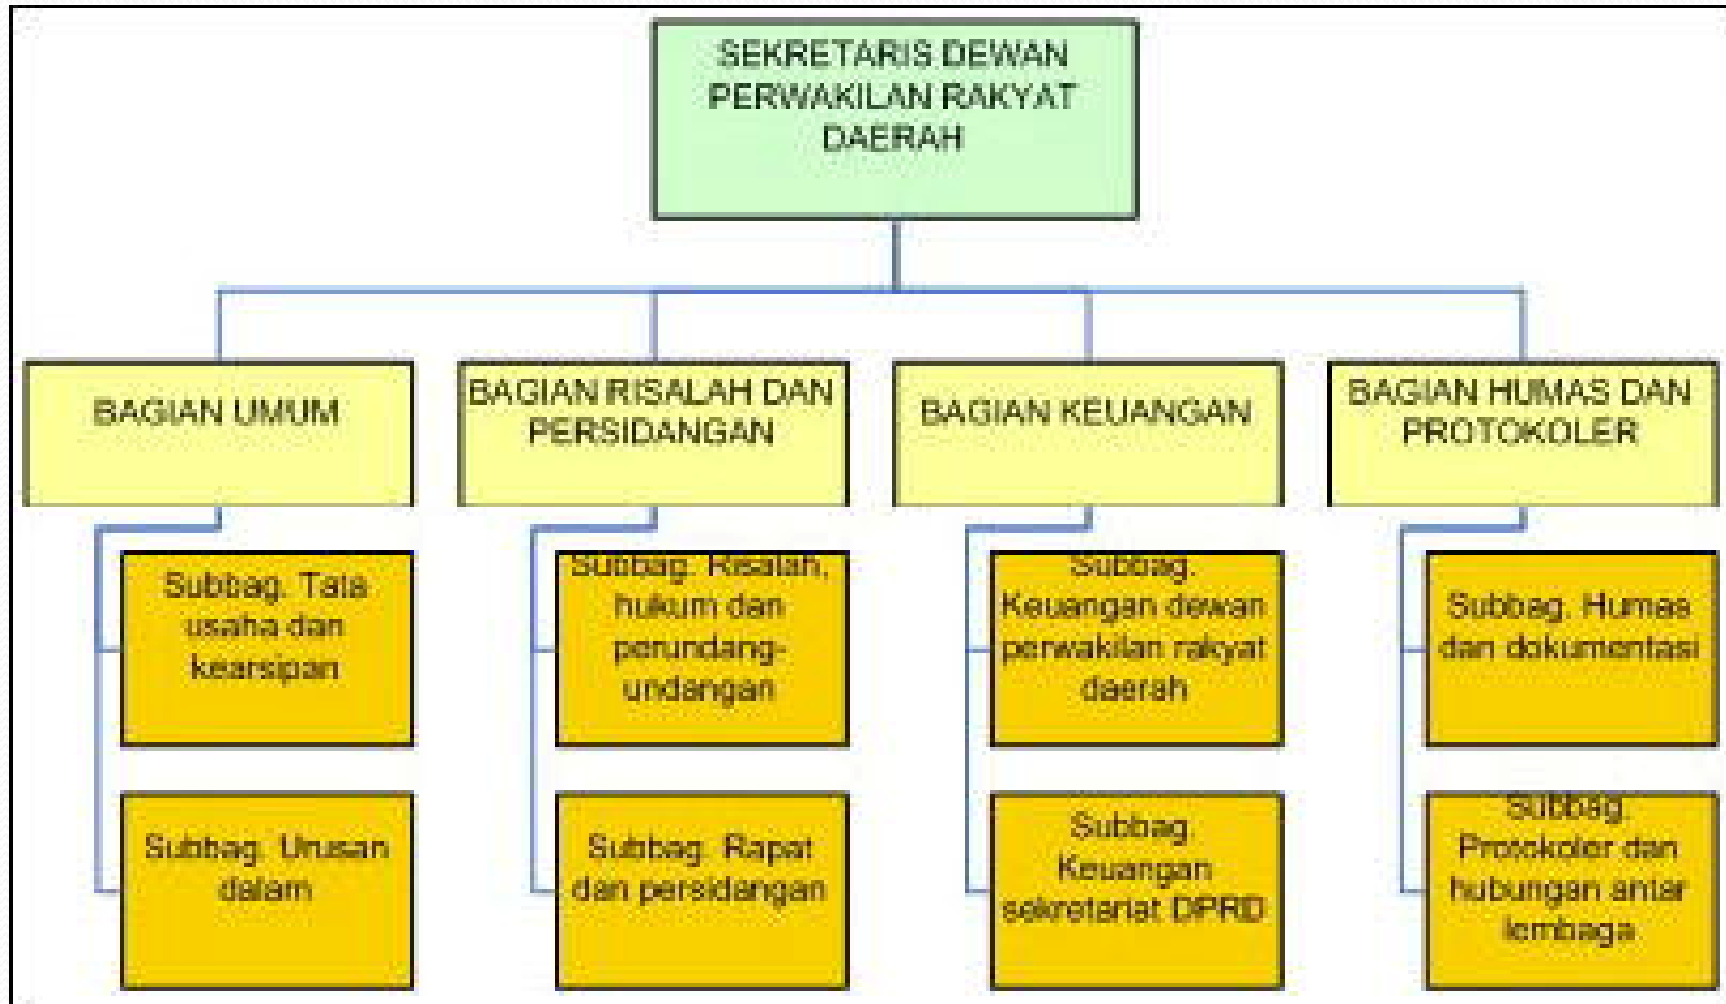 SEKRETARIS DEWAN
PERWAKILAN RAKYAT
DAERAH
BAGIAN UMUM
BAGIAN RISALAH DAN
PERSIDANGAN
BAGIAN KEUANGAN
BAGIAN HUMAS DAN
PROTOKOLER
Subbag. Tata
usaha dan
kearsipan
Subbag. Risalah,
hukum dan
perundang-
undangan
Subbag.
Keuangan dewan
perwakilan rakyat
daerah
Subbag. Humas
dan dokumentasi
Subbag. Urusan
dalam
Subbag. Rapat
dan persidangan
Subbag.
Keuangan
sekretariat DPRD
Subbag.
Protokoler dan
hubungan antar
lembaga